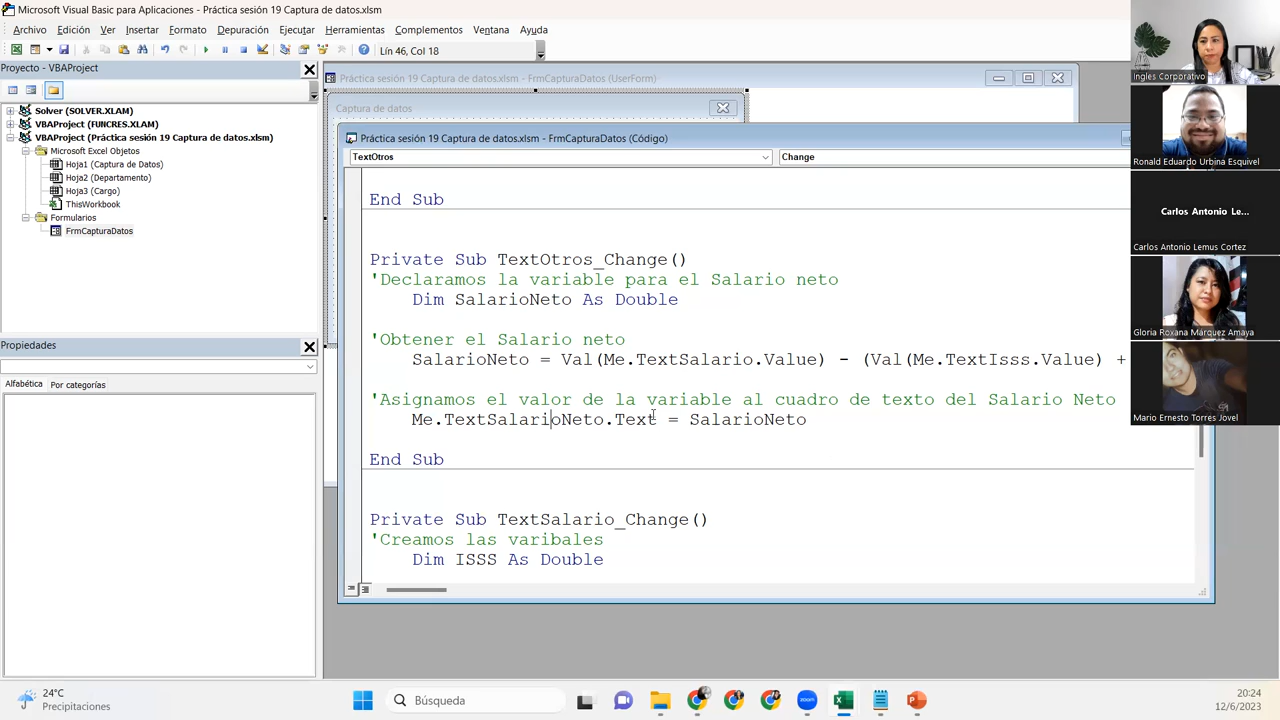 Microsoft Visual Basic para Aplicaciones - Práctica sesión 19 Captura de datos.xlsm
Archivo Edición Ver Insertar Formato Depuración Ejecutar Herramientas Complementos Ventana Ayuda
Lín 46, Col 18
Proyecto - VBAProject
Solver (SOLVER.XLAM)
VBAProject (FUNCRES.XLAM)
VBAProject (Práctica sesión 19 Captura de datos.xlsm)
Microsoft Excel Objetos
Hoja1 (Captura de Datos)
Hoja2 (Departamento)
Hoja3 (Cargo)
ThisWorkbook
Formularios
FrmCapturaDatos
Propiedades
Alfabética Por categorías
Práctica sesión 19 Captura de datos.xlsm - FrmCapturaDatos (UserForm)
Captura de datos
Práctica sesión 19 Captura de datos.xlsm - FrmCapturaDatos (Código)
TextOtros Change
End Sub
Private Sub TextOtros_Change()
'Declaramos la variable para el Salario neto
Dim SalarioNeto As Double
'Obtener el Salario neto
SalarioNeto = Val(Me.TextSalario.Value) - (Val(Me.TextIsss.Value) +
'Asignamos el valor de la variable al cuadro de texto del Salario Neto
Me.TextSalarioNeto.Text = SalarioNeto
End Sub
Private Sub TextSalario_Change()
'Creamos las varibales
Dim ISSS As Double
Ingles Corporativo
Ronald Eduardo Urbina Esquivel
Carlos Antonio Le...
Carlos Antonio Lemus Cortez
Gloria Roxana Márquez Amaya
Mario Ernesto Torres Jovel
24°C
Precipitaciones
Búsqueda
zoom
20:24
12/6/2023